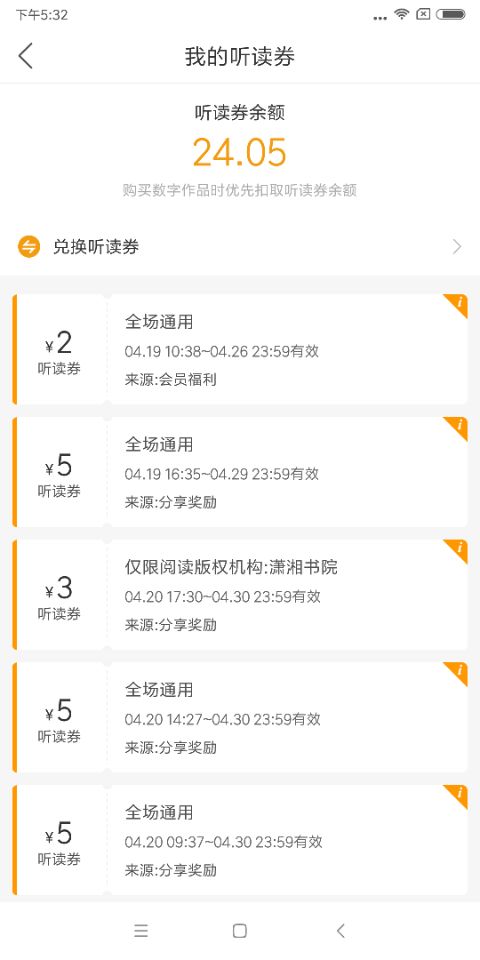 下午5:32
我的听读券
听读券余额
24.05
购买数字作品时优先扣取听读券余额
兑换听读券
¥2
听读券
全场通用
04.19 10:38~04.26 23:59有效
来源:会员福利
¥5
听读券
全场通用
04.19 16:35~04.29 23:59有效
来源:分享奖励
¥3
听读券
仅限阅读版权机构:潇湘书院
04.20 17:30~04.30 23:59有效
来源:分享奖励
¥5
听读券
全场通用
04.20 14:27~04.30 23:59有效
来源:分享奖励
¥5
听读券
全场通用
04.20 09:37~04.30 23:59有效
来源:分享奖励